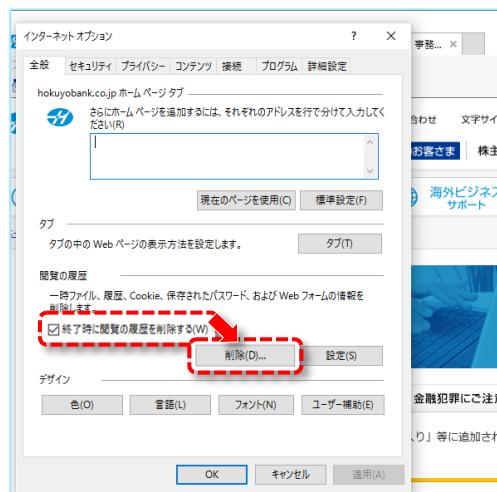 インターネット オプション
? ×
事務... ×
全般 セキュリティ プライバシー コンテンツ 接続 プログラム 詳細設定
hokuyobank.co.jp ホーム ページ タブ
さらにホーム ページを追加するには、それぞれのアドレスを行で分けて入力してく
ださい(R)
合わせ 文字サイ
お客さま 株主
現在のページを使用(C) 標準設定(F)
海外ビジネス
サポート
タブ
タブの中の Web ページの表示方法を設定します。 タブ(T)
閲覧の履歴
一時ファイル、履歴、Cookie、保存されたパスワード、および Web フォームの情報を
削除します。
終了時に閲覧の履歴を削除する(W)
削除(D)... 設定(S)
デザイン
色(O) 言語(L) フォント(N) ユーザー補助(E)
金融犯罪にご注意
り」等に追加され
OK キャンセル 適用(A)